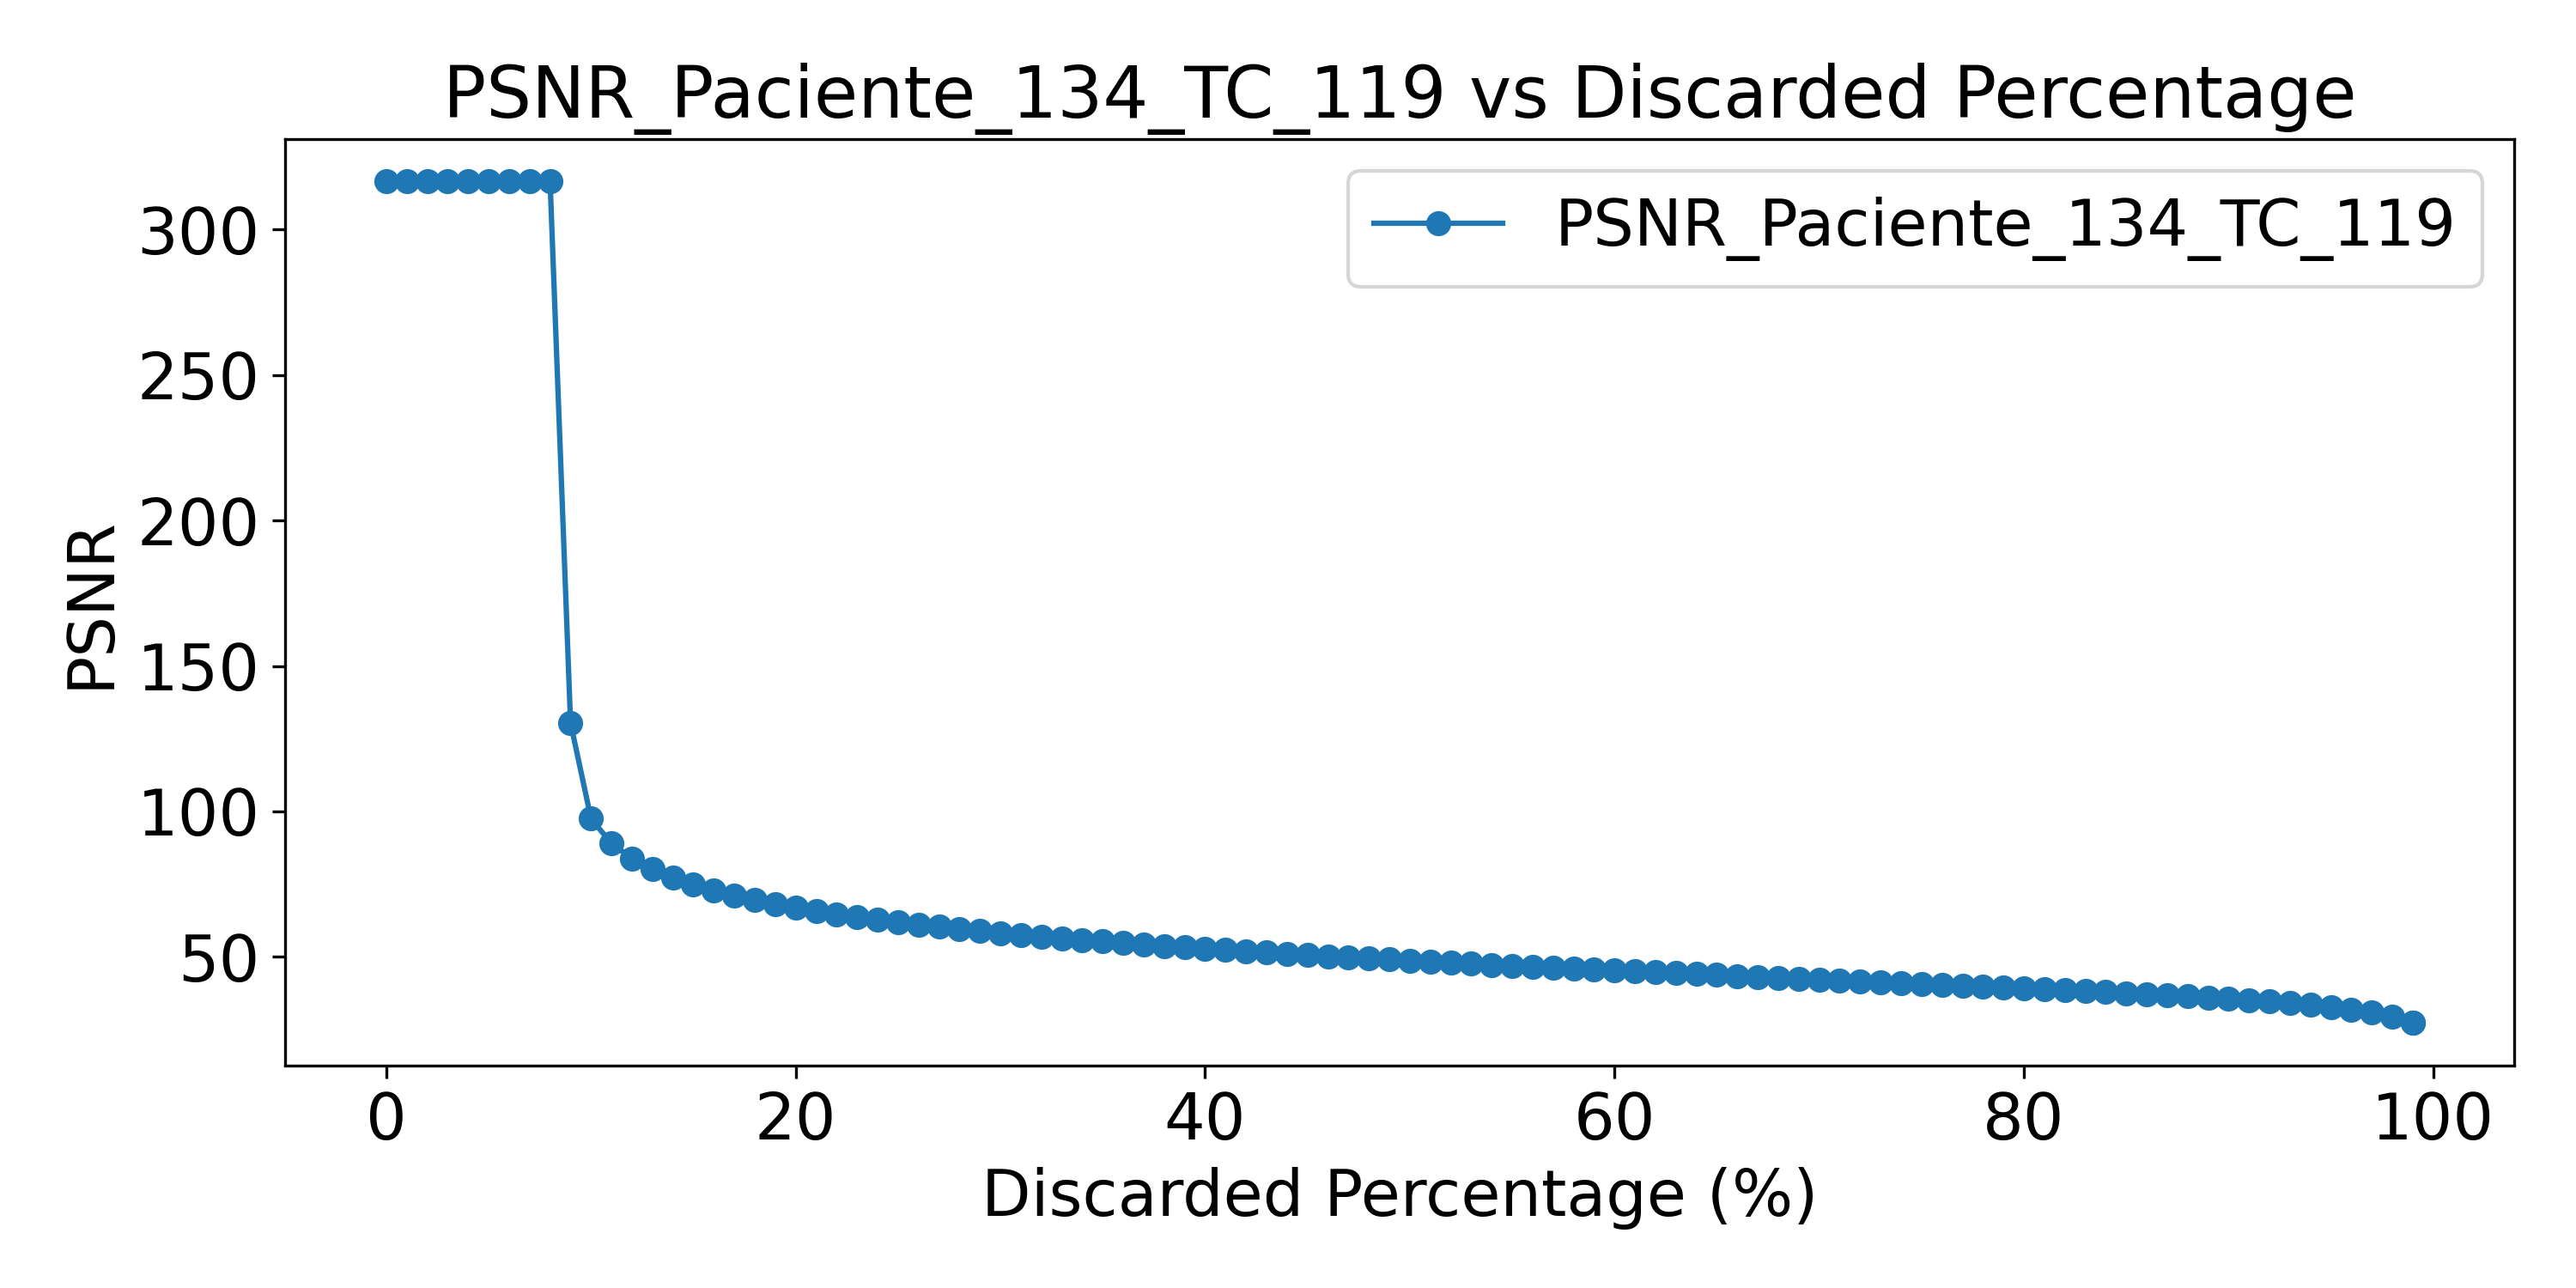 PSNR_Paciente_134_TC_119 vs Discarded Percentage
PSNR_Paciente_134_TC_119
300
250
200
150
100
50
PSNR
0 20 40 60 80 100
Discarded Percentage (%)